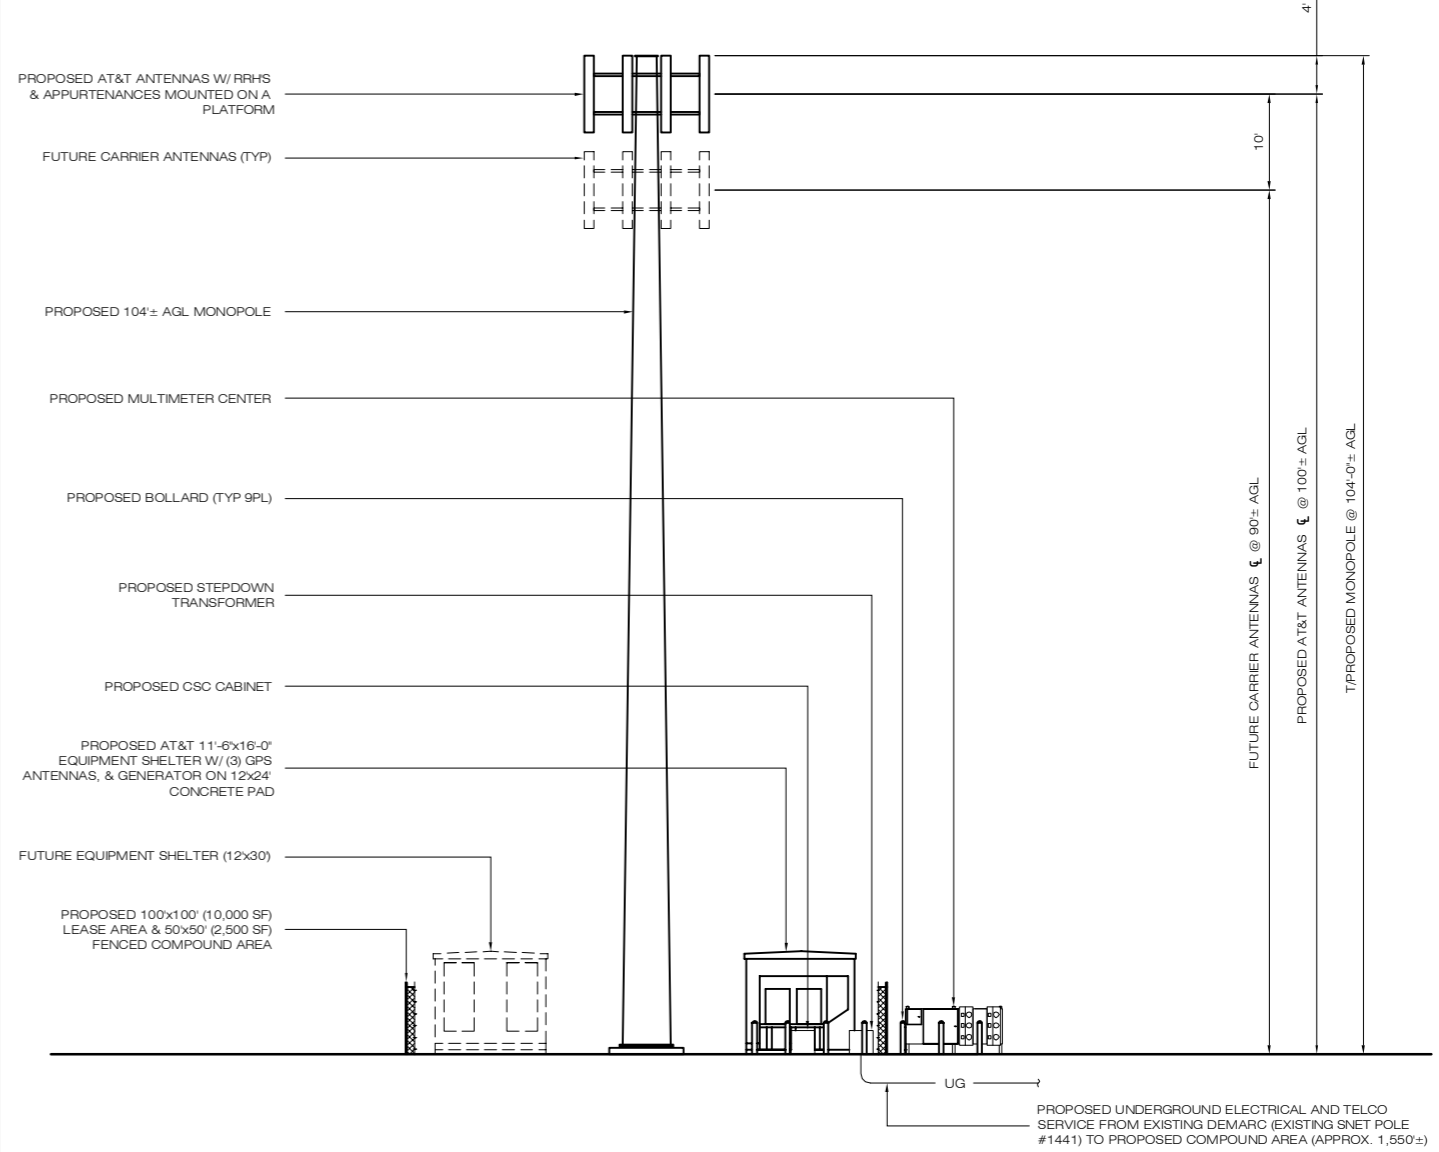 4'
PROPOSED AT&T ANTENNAS W/ RRH'S
& APPURTENANCES MOUNTED ON A
PLATFORM
10'
FUTURE CARRIER ANTENNAS (TYP)
PROPOSED 104'± AGL MONOPOLE
PROPOSED MULTIMETER CENTER
PROPOSED BOLLARD (TYP 9PL)
PROPOSED STEPDOWN
TRANSFORMER
PROPOSED CSC CABINET
PROPOSED AT&T 11'-6"x16'-0"
EQUIPMENT SHELTER W/ (3) GPS
ANTENNAS, & GENERATOR ON 12'x24'
CONCRETE PAD
FUTURE EQUIPMENT SHELTER (12'x30')
PROPOSED 100'x100' (10,000 SF)
LEASE AREA & 50'x50' (2,500 SF)
FENCED COMPOUND AREA
FUTURE CARRIER ANTENNAS ℄ @ 90'± AGL
PROPOSED AT&T ANTENNAS ℄ @ 100'± AGL
T/PROPOSED MONOPOLE @ 104'-0"± AGL
UG
PROPOSED UNDERGROUND ELECTRICAL AND TELCO
SERVICE FROM EXISTING DEMARC (EXISTING SNET POLE
#1441) TO PROPOSED COMPOUND AREA (APPROX. 1,550'±)